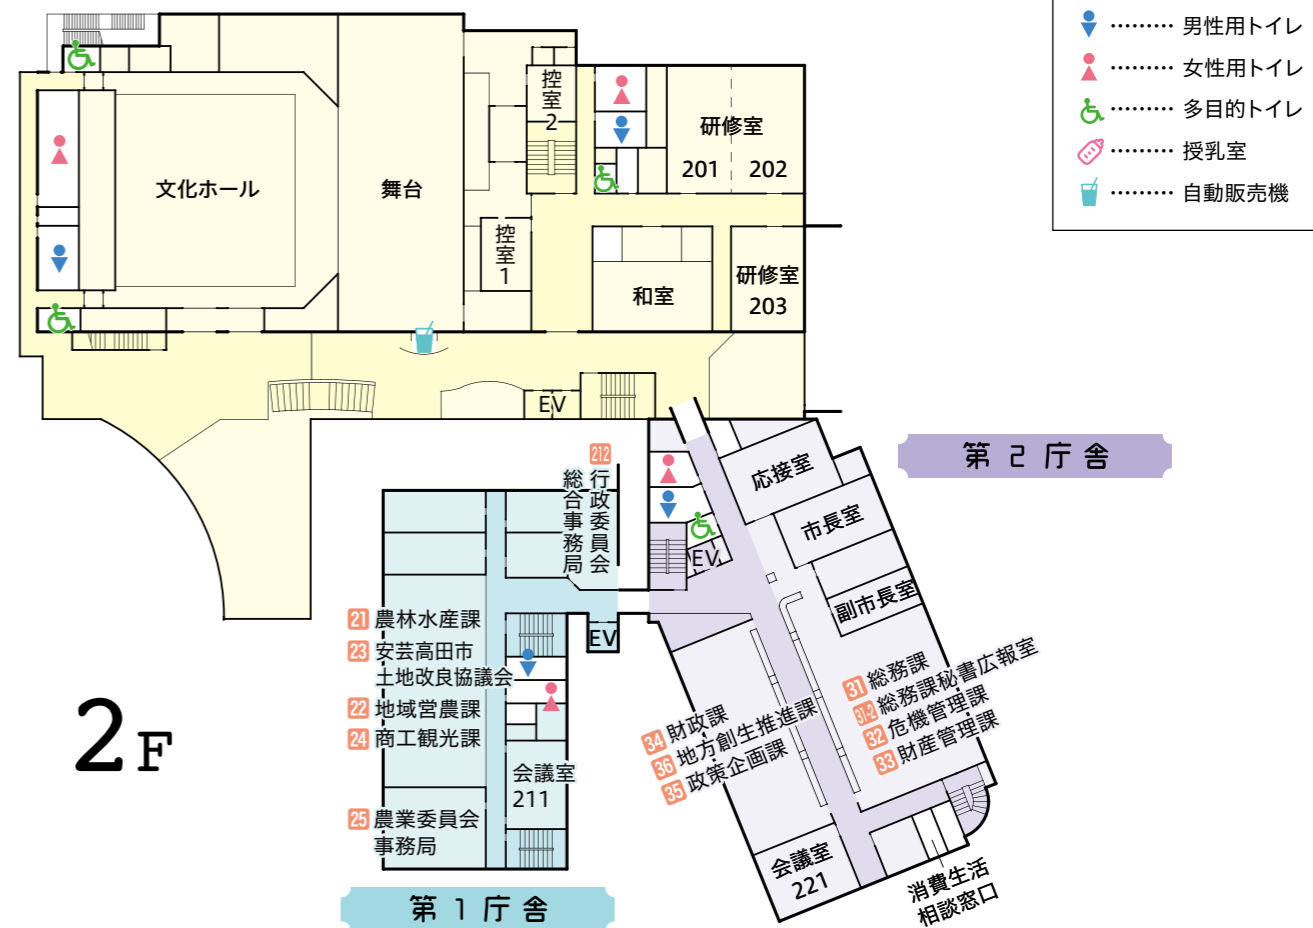 ……… 男性用トイレ
……… 女性用トイレ
……… 多目的トイレ
……… 授乳室
……… 自動販売機
控室2
研修室
201 202
文化ホール
舞台
控室1
和室
研修室
203
EV
第2庁舎
212 行政委員会
総合事務局
応接室
市長室
副市長室
EV
EV
21 農林水産課
23 安芸高田市
土地改良協議会
22 地域営農課
24 商工観光課
25 農業委員会
事務局
会議室
211
31 総務課
31-2 総務課秘書広報室
32 危機管理課
33 財産管理課
34 財政課
36 地方創生推進課
35 政策企画課
会議室
221
消費生活
相談窓口
2F
第1庁舎